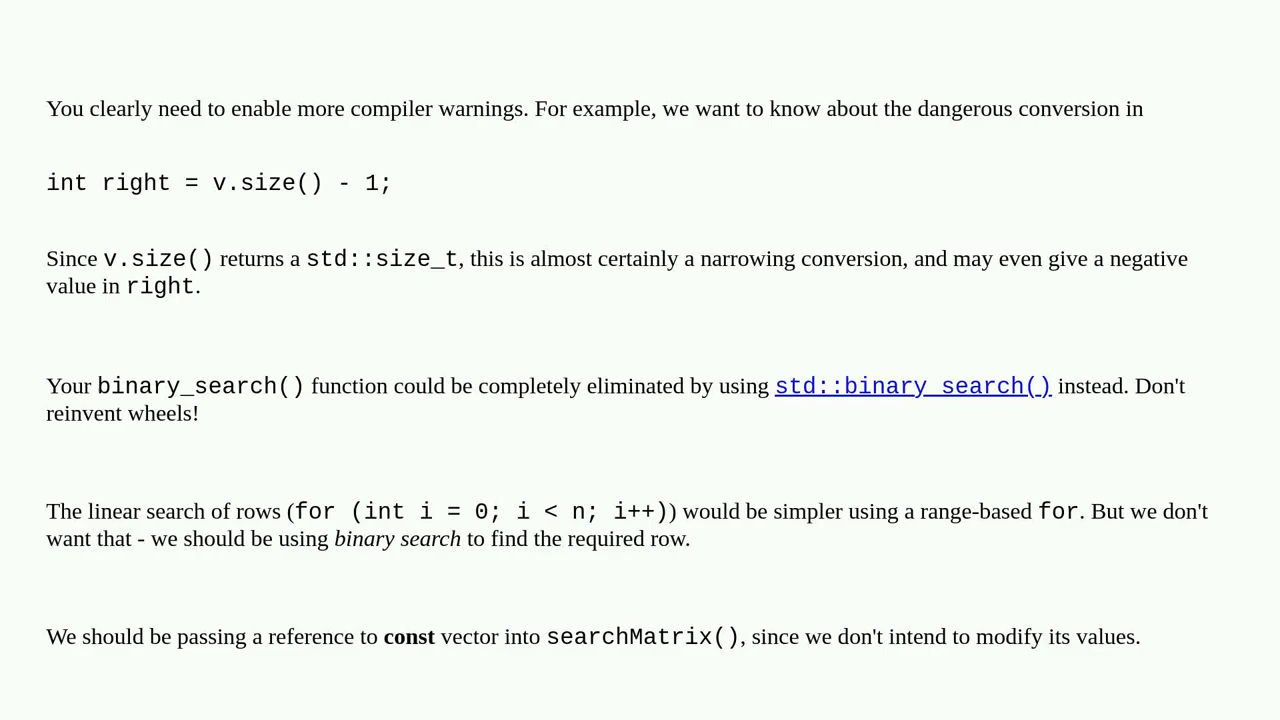 You clearly need to enable more compiler warnings. For example, we want to know about the dangerous conversion in
int right = v.size() - 1;
Since v.size() returns a std::size_t, this is almost certainly a narrowing conversion, and may even give a negative
value in right.
Your binary_search() function could be completely eliminated by using std::binary_search() instead. Don't
reinvent wheels!
The linear search of rows (for (int i = 0; i < n; i++)) would be simpler using a range-based for. But we don't
want that - we should be using binary search to find the required row.
We should be passing a reference to const vector into searchMatrix(), since we don't intend to modify its values.